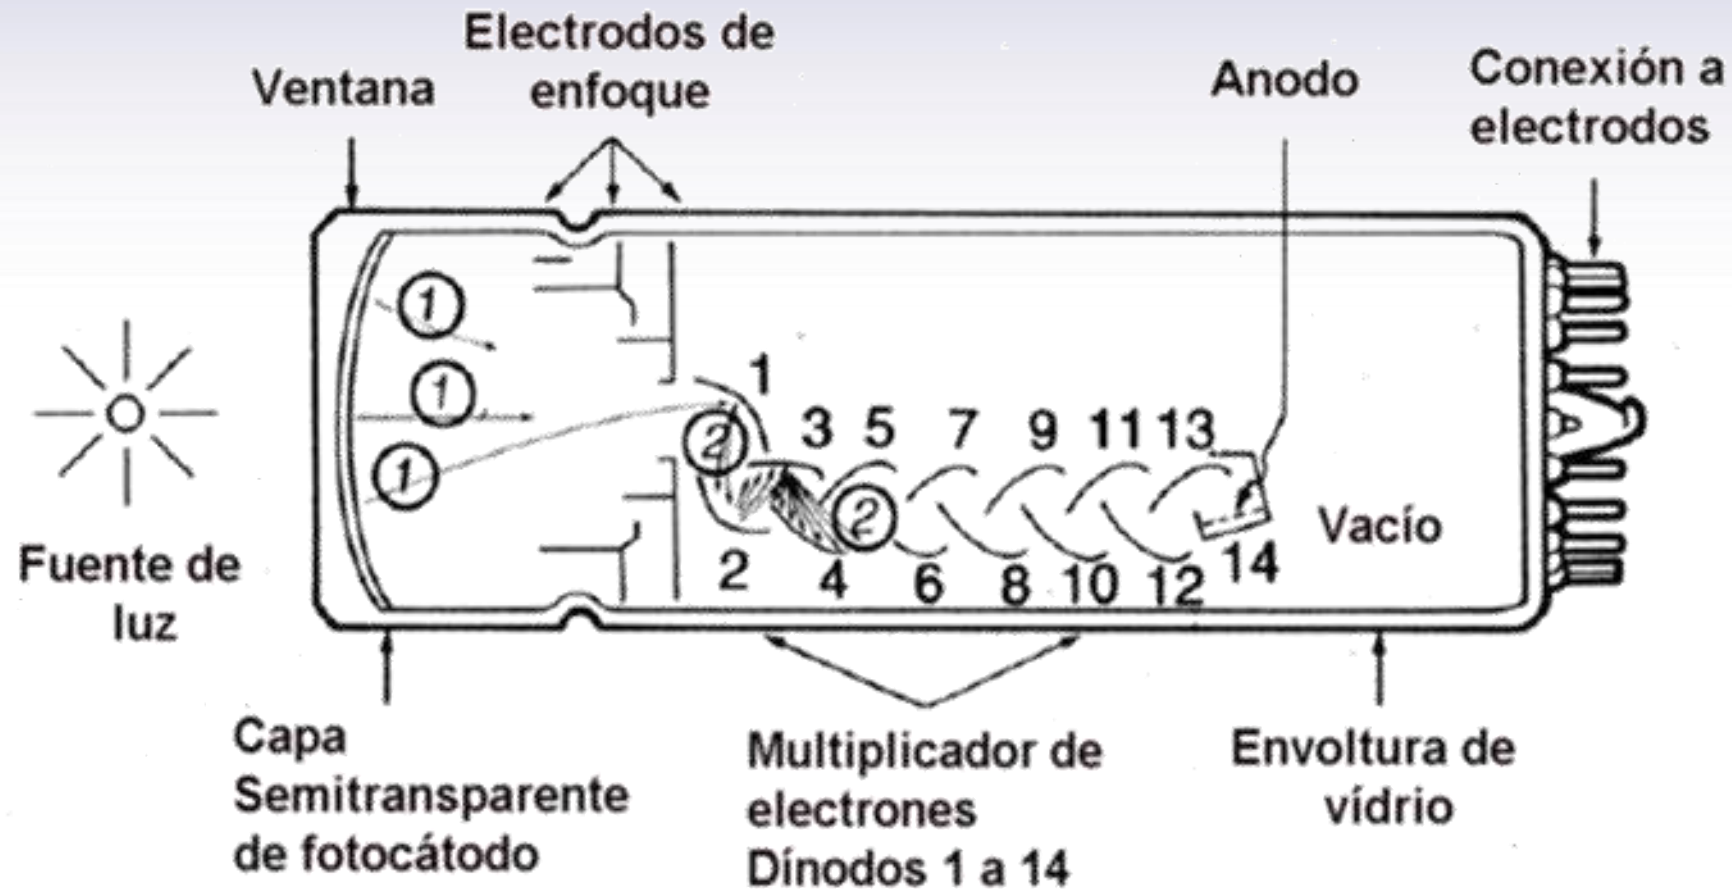 Electrodos de
enfoque
Ventana
Anodo
Conexión a
electrodos
1
1
1
2
2
1
3 5 7 9 11 13
2 4 6 8 10 12 14
Vacío
Fuente de
luz
Capa
Semitransparente
de fotocátodo
Multiplicador de
electrones
Dínodos 1 a 14
Envoltura de
vídrio